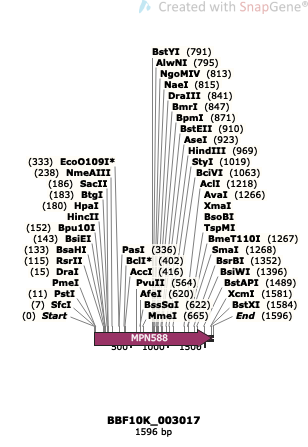 Created with SnapGene®
BstYI (791)
AlwNI (795)
NgoMIV (813)
NaeI (815)
DraIII (841)
BmrI (847)
BpmI (871)
BstEII (910)
AseI (923)
HindIII (969)
(333) EcoO109I* StyI (1019)
(238) NmeAIII BciVI (1063)
(186) SacII AclI (1218)
(183) BtgI AvaI (1266)
(180) HpaI XmaI
HincII BsoBI
(152) Bpu10I TspMI
(143) BsiEI BmeT110I (1267)
(133) BsaHI PasI (336) SmaI (1268)
(115) RsrII BclI* (402) BsrBI (1352)
(15) DraI AccI (416) BsiWI (1396)
PmeI PvuII (564) BstAPI (1489)
(11) PstI AfeI (620) XcmI (1581)
(7) SfcI BssSαI (622) BstXI (1584)
(0) Start MmeI (665) End (1596)
MPN588
500 1000 1500
BBF10K_003017
1596 bp